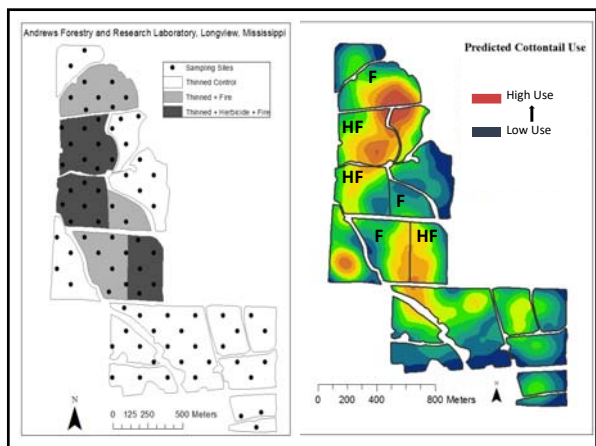 Andrews Forestry and Research Laboratory, Longview, Mississippi
Sampling Sites
Thinned Control
Thinned + Fire
Thinned + Herbicide + Fire
N
0 125 250 500 Meters
Predicted Cottontail Use
High Use
Low Use
F
HF
HF
F
F
HF
0 200 400 600 800 Meters
N